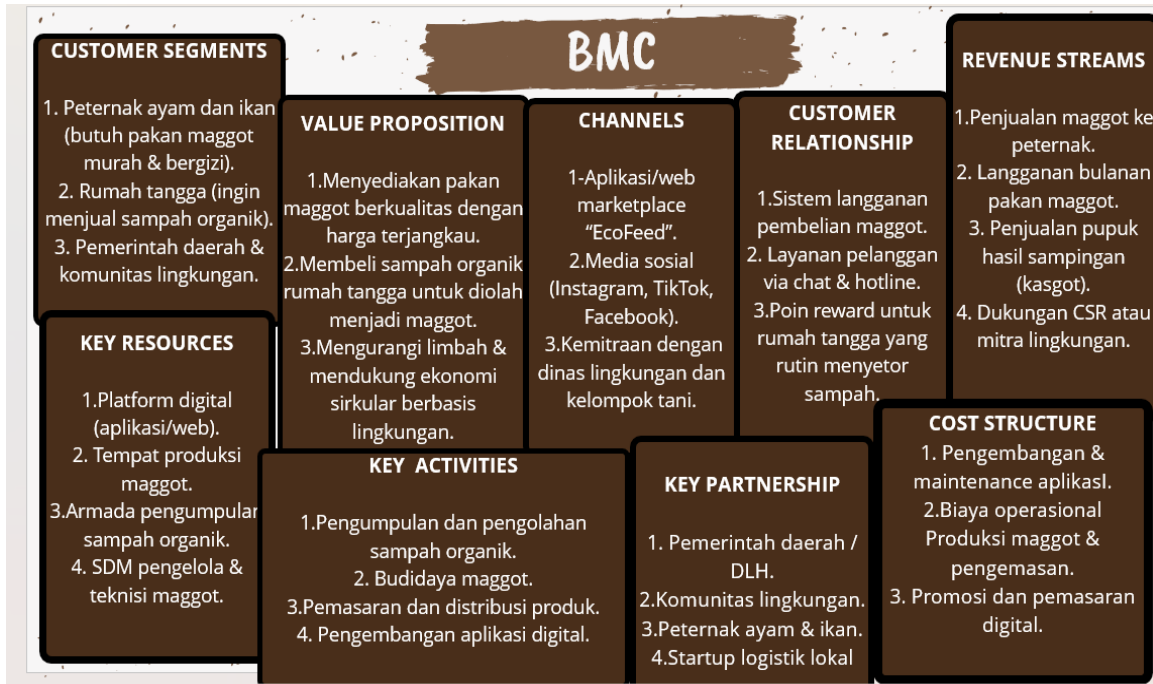 BMC
CUSTOMER SEGMENTS
1. Peternak ayam dan ikan
(butuh pakan maggot
murah & bergizi).
2. Rumah tangga (ingin
menjual sampah organik).
3. Pemerintah daerah &
komunitas lingkungan.
VALUE PROPOSITION
1.Menyediakan pakan
maggot berkualitas dengan
harga terjangkau.
2.Membeli sampah organik
rumah tangga untuk diolah
menjadi maggot.
3.Mengurangi limbah &
mendukung ekonomi
sirkular berbasis
lingkungan.
CHANNELS
1-Aplikasi/web
marketplace
“EcoFeed”.
2.Media sosial
(Instagram, TikTok,
Facebook).
3.Kemitraan dengan
dinas lingkungan dan
kelompok tani.
CUSTOMER
RELATIONSHIP
1.Sistem langganan
pembelian maggot.
2. Layanan pelanggan
via chat & hotline.
3.Poin reward untuk
rumah tangga yang
rutin menyetor
sampah.
REVENUE STREAMS
1.Penjualan maggot ke
peternak.
2. Langganan bulanan
pakan maggot.
3. Penjualan pupuk
hasil sampingan
(kasgot).
4. Dukungan CSR atau
mitra lingkungan.
KEY RESOURCES
1.Platform digital
(aplikasi/web).
2. Tempat produksi
maggot.
3.Armada pengumpulan
sampah organik.
4. SDM pengelola &
teknisi maggot.
KEY ACTIVITIES
1.Pengumpulan dan pengolahan
sampah organik.
2. Budidaya maggot.
3.Pemasaran dan distribusi produk.
4. Pengembangan aplikasi digital.
KEY PARTNERSHIP
1. Pemerintah daerah /
DLH.
2.Komunitas lingkungan.
3.Peternak ayam & ikan.
4.Startup logistik lokal
COST STRUCTURE
1. Pengembangan &
maintenance aplikasI.
2.Biaya operasional
Produksi maggot &
pengemasan.
3. Promosi dan pemasaran
digital.